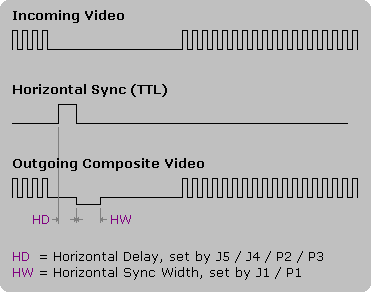 Incoming Video
Horizontal Sync (TTL)
Outgoing Composite Video
HD HW
HD = Horizontal Delay, set by J5 / J4 / P2 / P3
HW = Horizontal Sync Width, set by J1 / P1